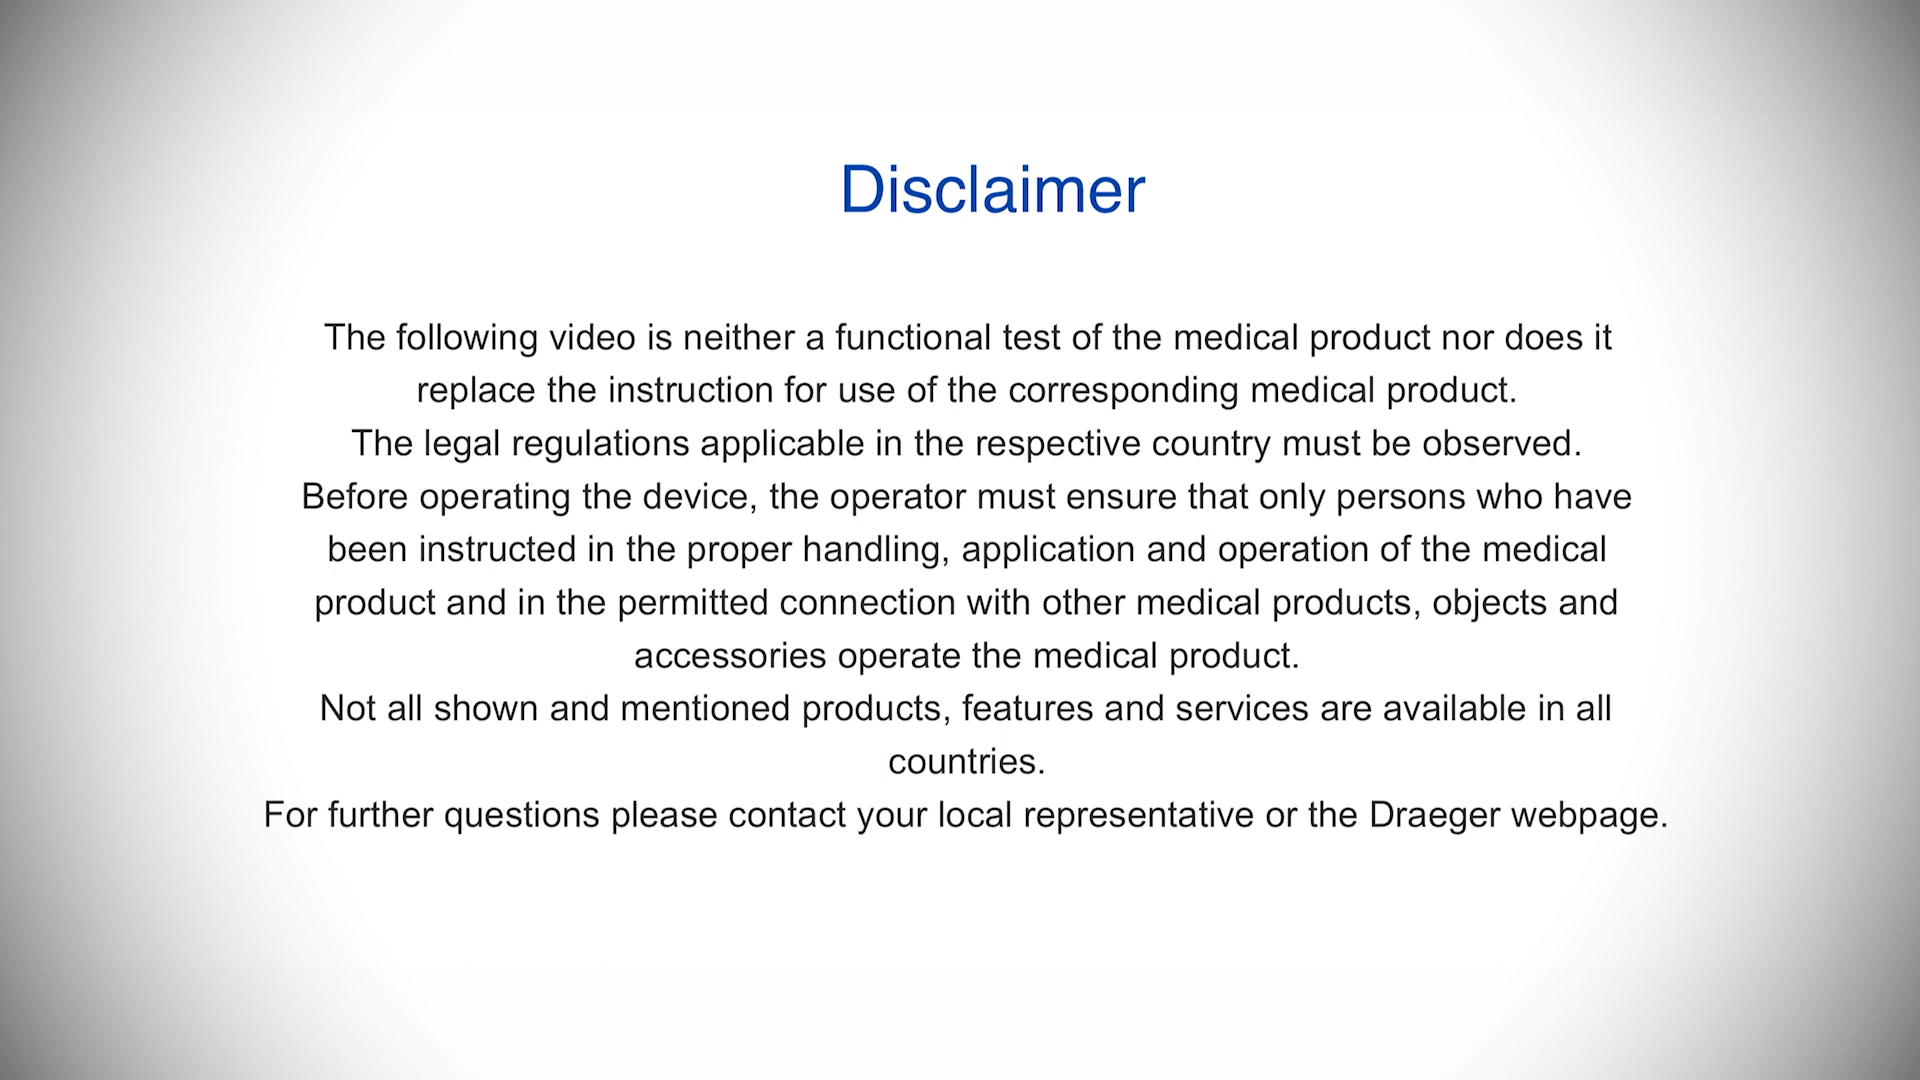 Disclaimer
The following video is neither a functional test of the medical product nor does it
replace the instruction for use of the corresponding medical product.
The legal regulations applicable in the respective country must be observed.
Before operating the device, the operator must ensure that only persons who have
been instructed in the proper handling, application and operation of the medical
product and in the permitted connection with other medical products, objects and
accessories operate the medical product.
Not all shown and mentioned products, features and services are available in all
countries.
For further questions please contact your local representative or the Draeger webpage.